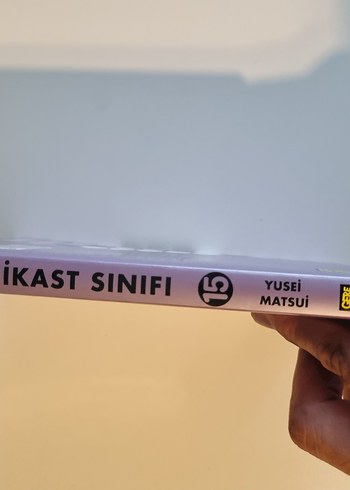 İKAST SINIFI
15
YUSEİ
MATSUİ